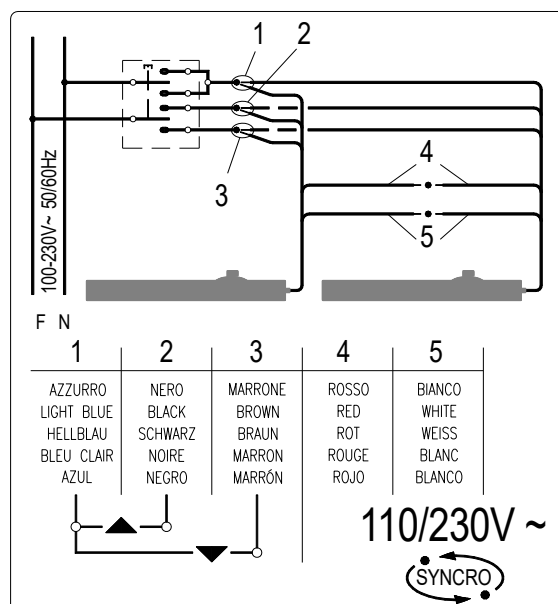 1 2
3
4
5
100-230V~ 50/60Hz
F N
1 2 3 4 5
AZZURRO NERO MARRONE ROSSO BIANCO
LIGHT BLUE BLACK BROWN RED WHITE
HELLBLAU SCHWARZ BRAUN ROT WEISS
BLEU CLAIR NOIRE MARRON ROUGE BLANC
AZUL NEGRO MARRÓN ROJO BLANCO
110/230V ~
SYNCRO